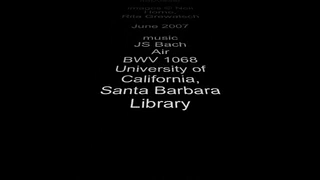 June 2007
music
JS Bach
Air
BWV 1068
University of
California,
Santa Barbara
Library